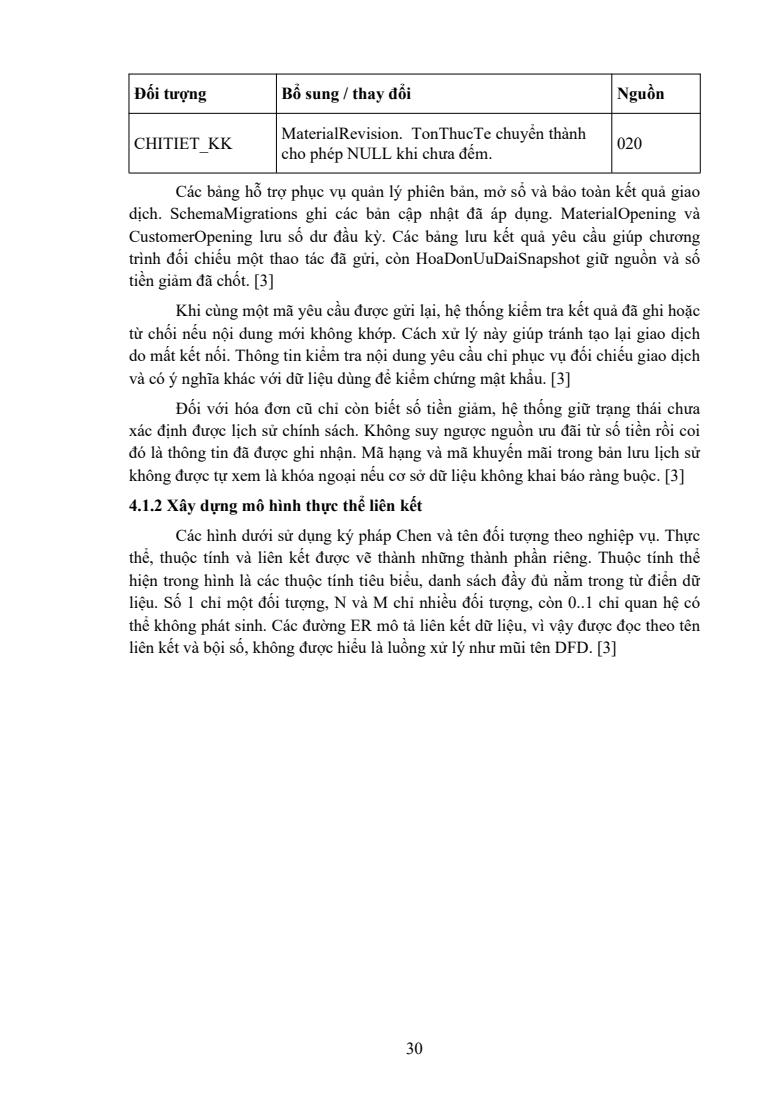 Đối tượng
Bổ sung / thay đổi
Nguồn
CHITIET_KK
MaterialRevision. TonThucTe chuyển thành
cho phép NULL khi chưa đếm.
020
Các bảng hỗ trợ phục vụ quản lý phiên bản, mở sổ và bảo toàn kết quả giao
dịch. SchemaMigrations ghi các bản cập nhật đã áp dụng. MaterialOpening và
CustomerOpening lưu số dư đầu kỳ. Các bảng lưu kết quả yêu cầu giúp chương
trình đối chiếu một thao tác đã gửi, còn HoaDonUuDaiSnapshot giữ nguồn và số
tiền giảm đã chốt. [3]
Khi cùng một mã yêu cầu được gửi lại, hệ thống kiểm tra kết quả đã ghi hoặc
từ chối nếu nội dung mới không khớp. Cách xử lý này giúp tránh tạo lại giao dịch
do mất kết nối. Thông tin kiểm tra nội dung yêu cầu chỉ phục vụ đối chiếu giao dịch
và có ý nghĩa khác với dữ liệu dùng để kiểm chứng mật khẩu. [3]
Đối với hóa đơn cũ chỉ còn biết số tiền giảm, hệ thống giữ trạng thái chưa
xác định được lịch sử chính sách. Không suy ngược nguồn ưu đãi từ số tiền rồi coi
đó là thông tin đã được ghi nhận. Mã hạng và mã khuyến mãi trong bản lưu lịch sử
không được tự xem là khóa ngoại nếu cơ sở dữ liệu không khai báo ràng buộc. [3]
4.1.2 Xây dựng mô hình thực thể liên kết
Các hình dưới sử dụng ký pháp Chen và tên đối tượng theo nghiệp vụ. Thực
thể, thuộc tính và liên kết được vẽ thành những thành phần riêng. Thuộc tính thể
hiện trong hình là các thuộc tính tiêu biểu, danh sách đầy đủ nằm trong từ điển dữ
liệu. Số 1 chỉ một đối tượng, N và M chỉ nhiều đối tượng, còn 0..1 chỉ quan hệ có
thể không phát sinh. Các đường ER mô tả liên kết dữ liệu, vì vậy được đọc theo tên
liên kết và bội số, không được hiểu là luồng xử lý như mũi tên DFD. [3]
30